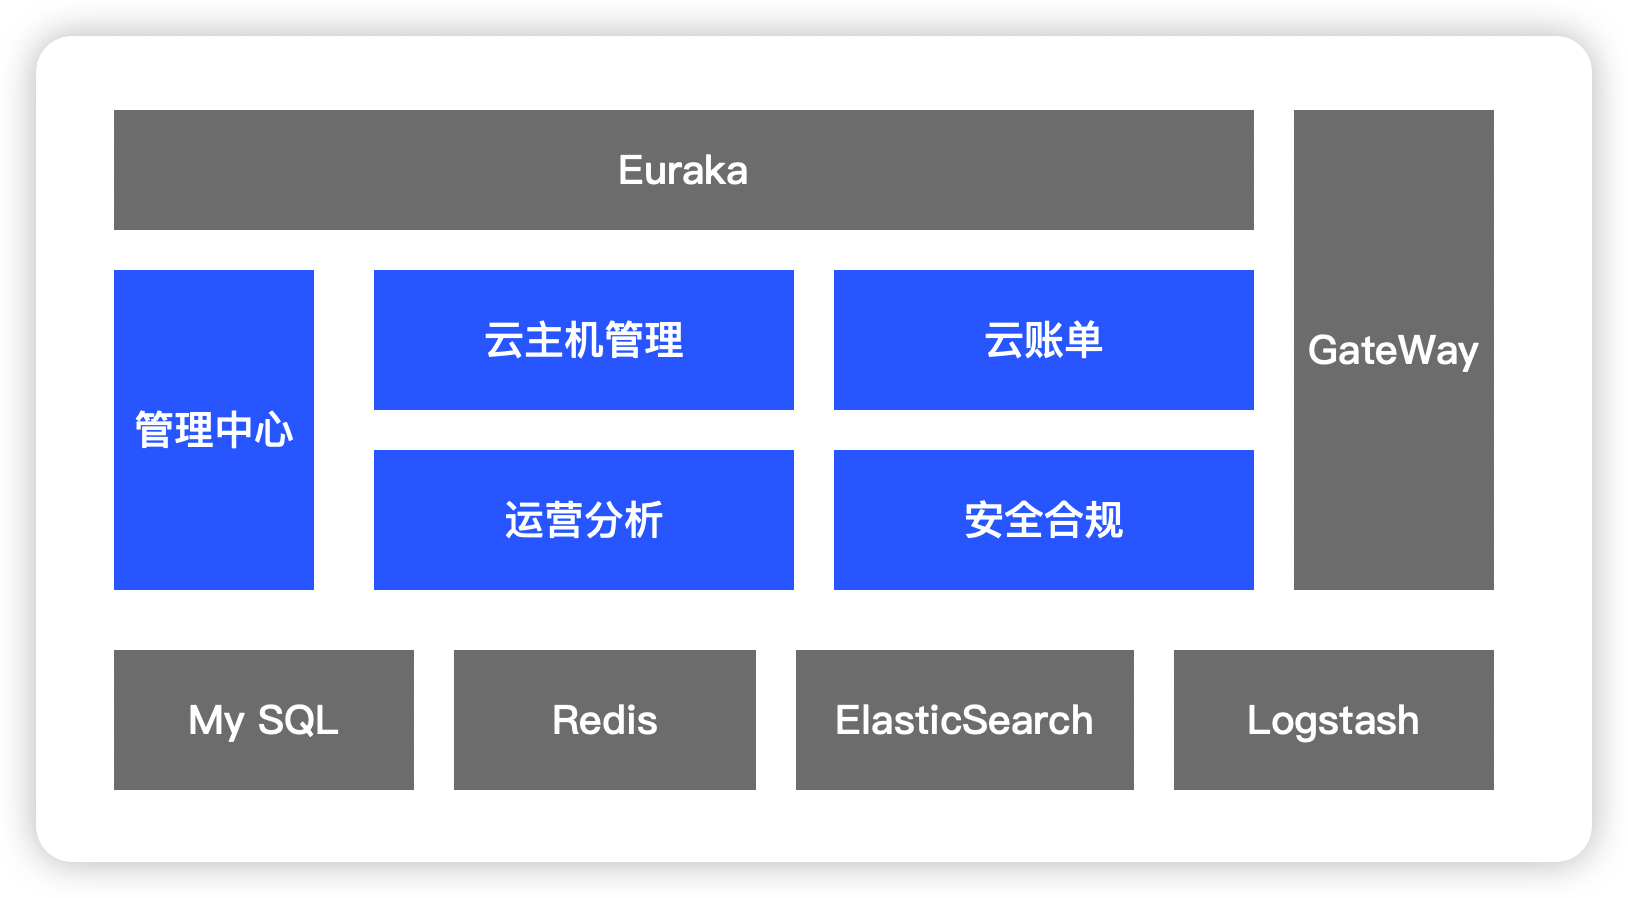 Euraka
GateWay
管理中心
云主机管理
云账单
运营分析
安全合规
My SQL
Redis
ElasticSearch
Logstash